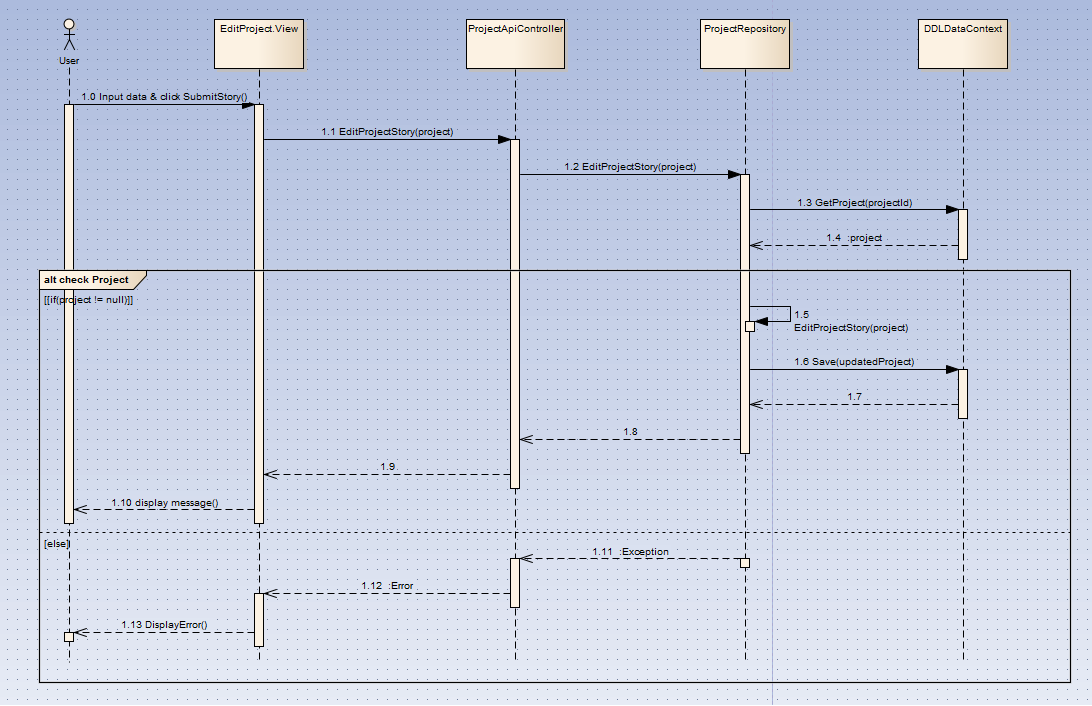 EditProject.View
ProjectApiController
ProjectRepository
DDLDataContext
User
1.0 Input data & click SubmitStory()
1.1 EditProjectStory(project)
1.2 EditProjectStory(project)
1.3 GetProject(projectId)
1.4 :project
alt check Project
[[if(project != null)]]
1.5
EditProjectStory(project)
1.6 Save(updatedProject)
1.7
1.8
1.9
1.10 display message()
[else]
1.11 :Exception
1.12 :Error
1.13 DisplayError()